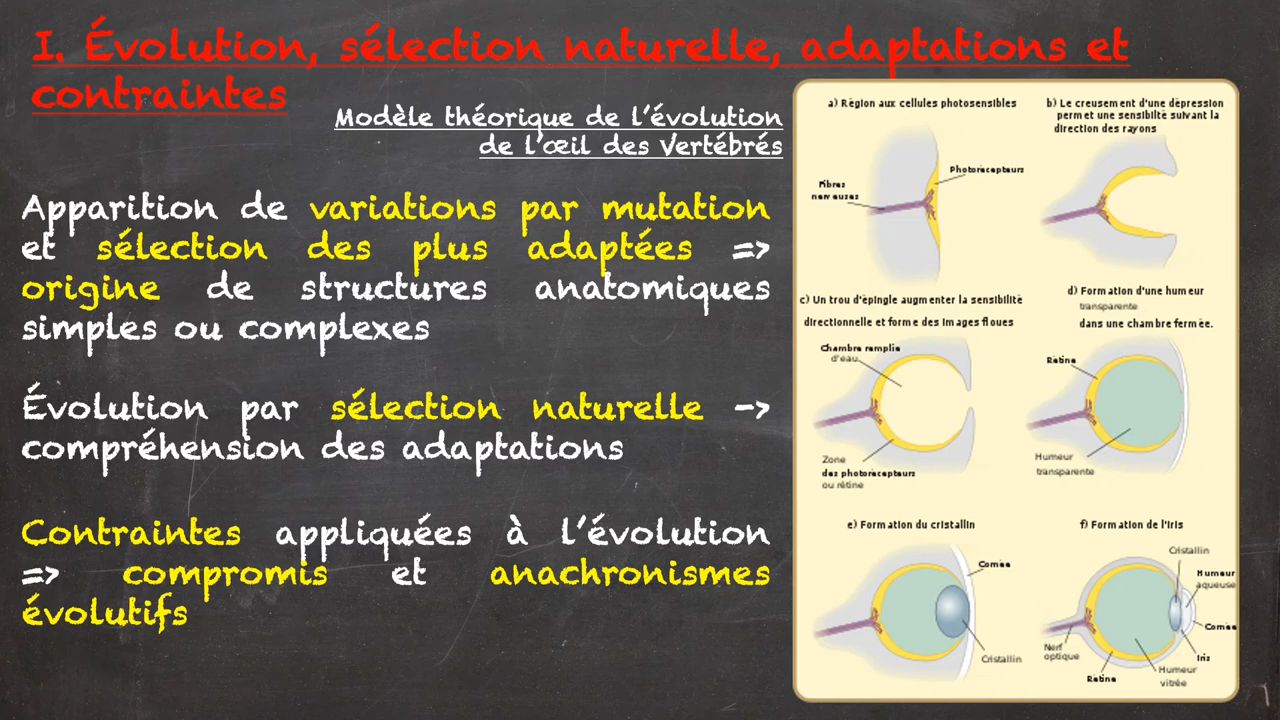 I. Évolution, sélection naturelle, adaptations et
contraintes
Modèle théorique de l'évolution
de l'œil des Vertébrés
Apparition de variations par mutation
et sélection des plus adaptées =>
origine de structures anatomiques
simples ou complexes
Évolution par sélection naturelle ->
compréhension des adaptations
Contraintes appliquées à l'évolution
=> compromis et anachronismes
évolutifs
a) Région aux cellules photosensibles
Photorécepteurs
Fibres
nerveuses
b) Le creusement d'une dépression
permet une sensibilté suivant la
direction des rayons
c) Un trou d'épingle augmenter la sensibilité
directionnelle et forme des images floues
Chambre remplie
d'eau
Zone
des photorécepteurs
ou rétine
d) Formation d'une humeur
transparente
dans une chambre fermée.
Rétine
Humeur
transparente
e) Formation du cristallin
Cornée
Cristallin
f) Formation de l'iris
Cristallin
Humeur
aqueuse
Cornée
Iris
Nerf
optique
Humeur
vitrée
Rétine